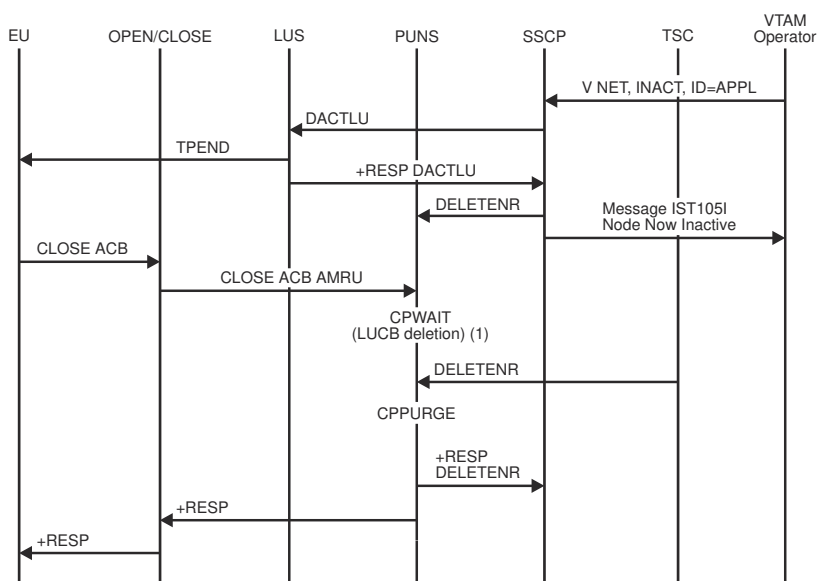 VTAM
EU OPEN/CLOSE LUS PUNS SSCP TSC Operator
V NET, INACT, ID=APPL
DACTLU
TPEND
+RESP DACTLU
DELETENR
Message IST105I
Node Now Inactive
CLOSE ACB
CLOSE ACB AMRU
CPWAIT
(LUCB deletion) (1)
DELETENR
CPPURGE
+RESP
DELETENR
+RESP
+RESP